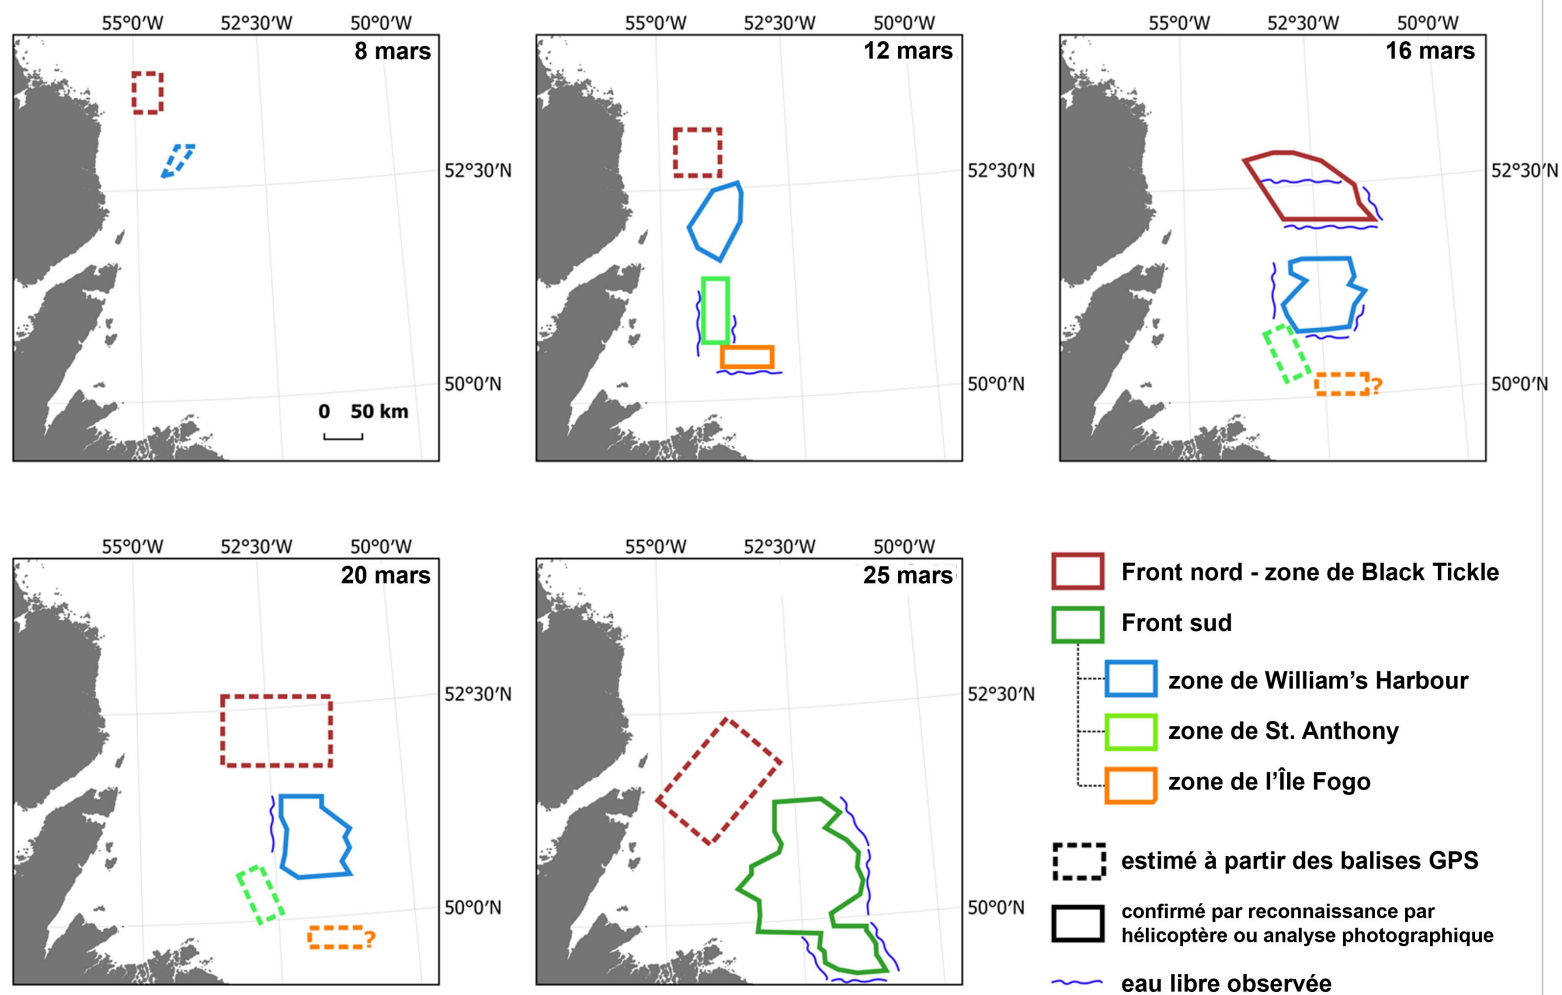 55°0′W 52°30′W 50°0′W
8 mars
52°30′N
50°0′N
0 50 km
55°0′W 52°30′W 50°0′W
12 mars
52°30′N
50°0′N
55°0′W 52°30′W 50°0′W
16 mars
52°30′N
50°0′N
?
55°0′W 52°30′W 50°0′W
20 mars
52°30′N
50°0′N
?
55°0′W 52°30′W 50°0′W
25 mars
52°30′N
50°0′N
Front nord - zone de Black Tickle
Front sud
zone de William’s Harbour
zone de St. Anthony
zone de l’Île Fogo
estimé à partir des balises GPS
confirmé par reconnaissance par
hélicoptère ou analyse photographique
eau libre observée